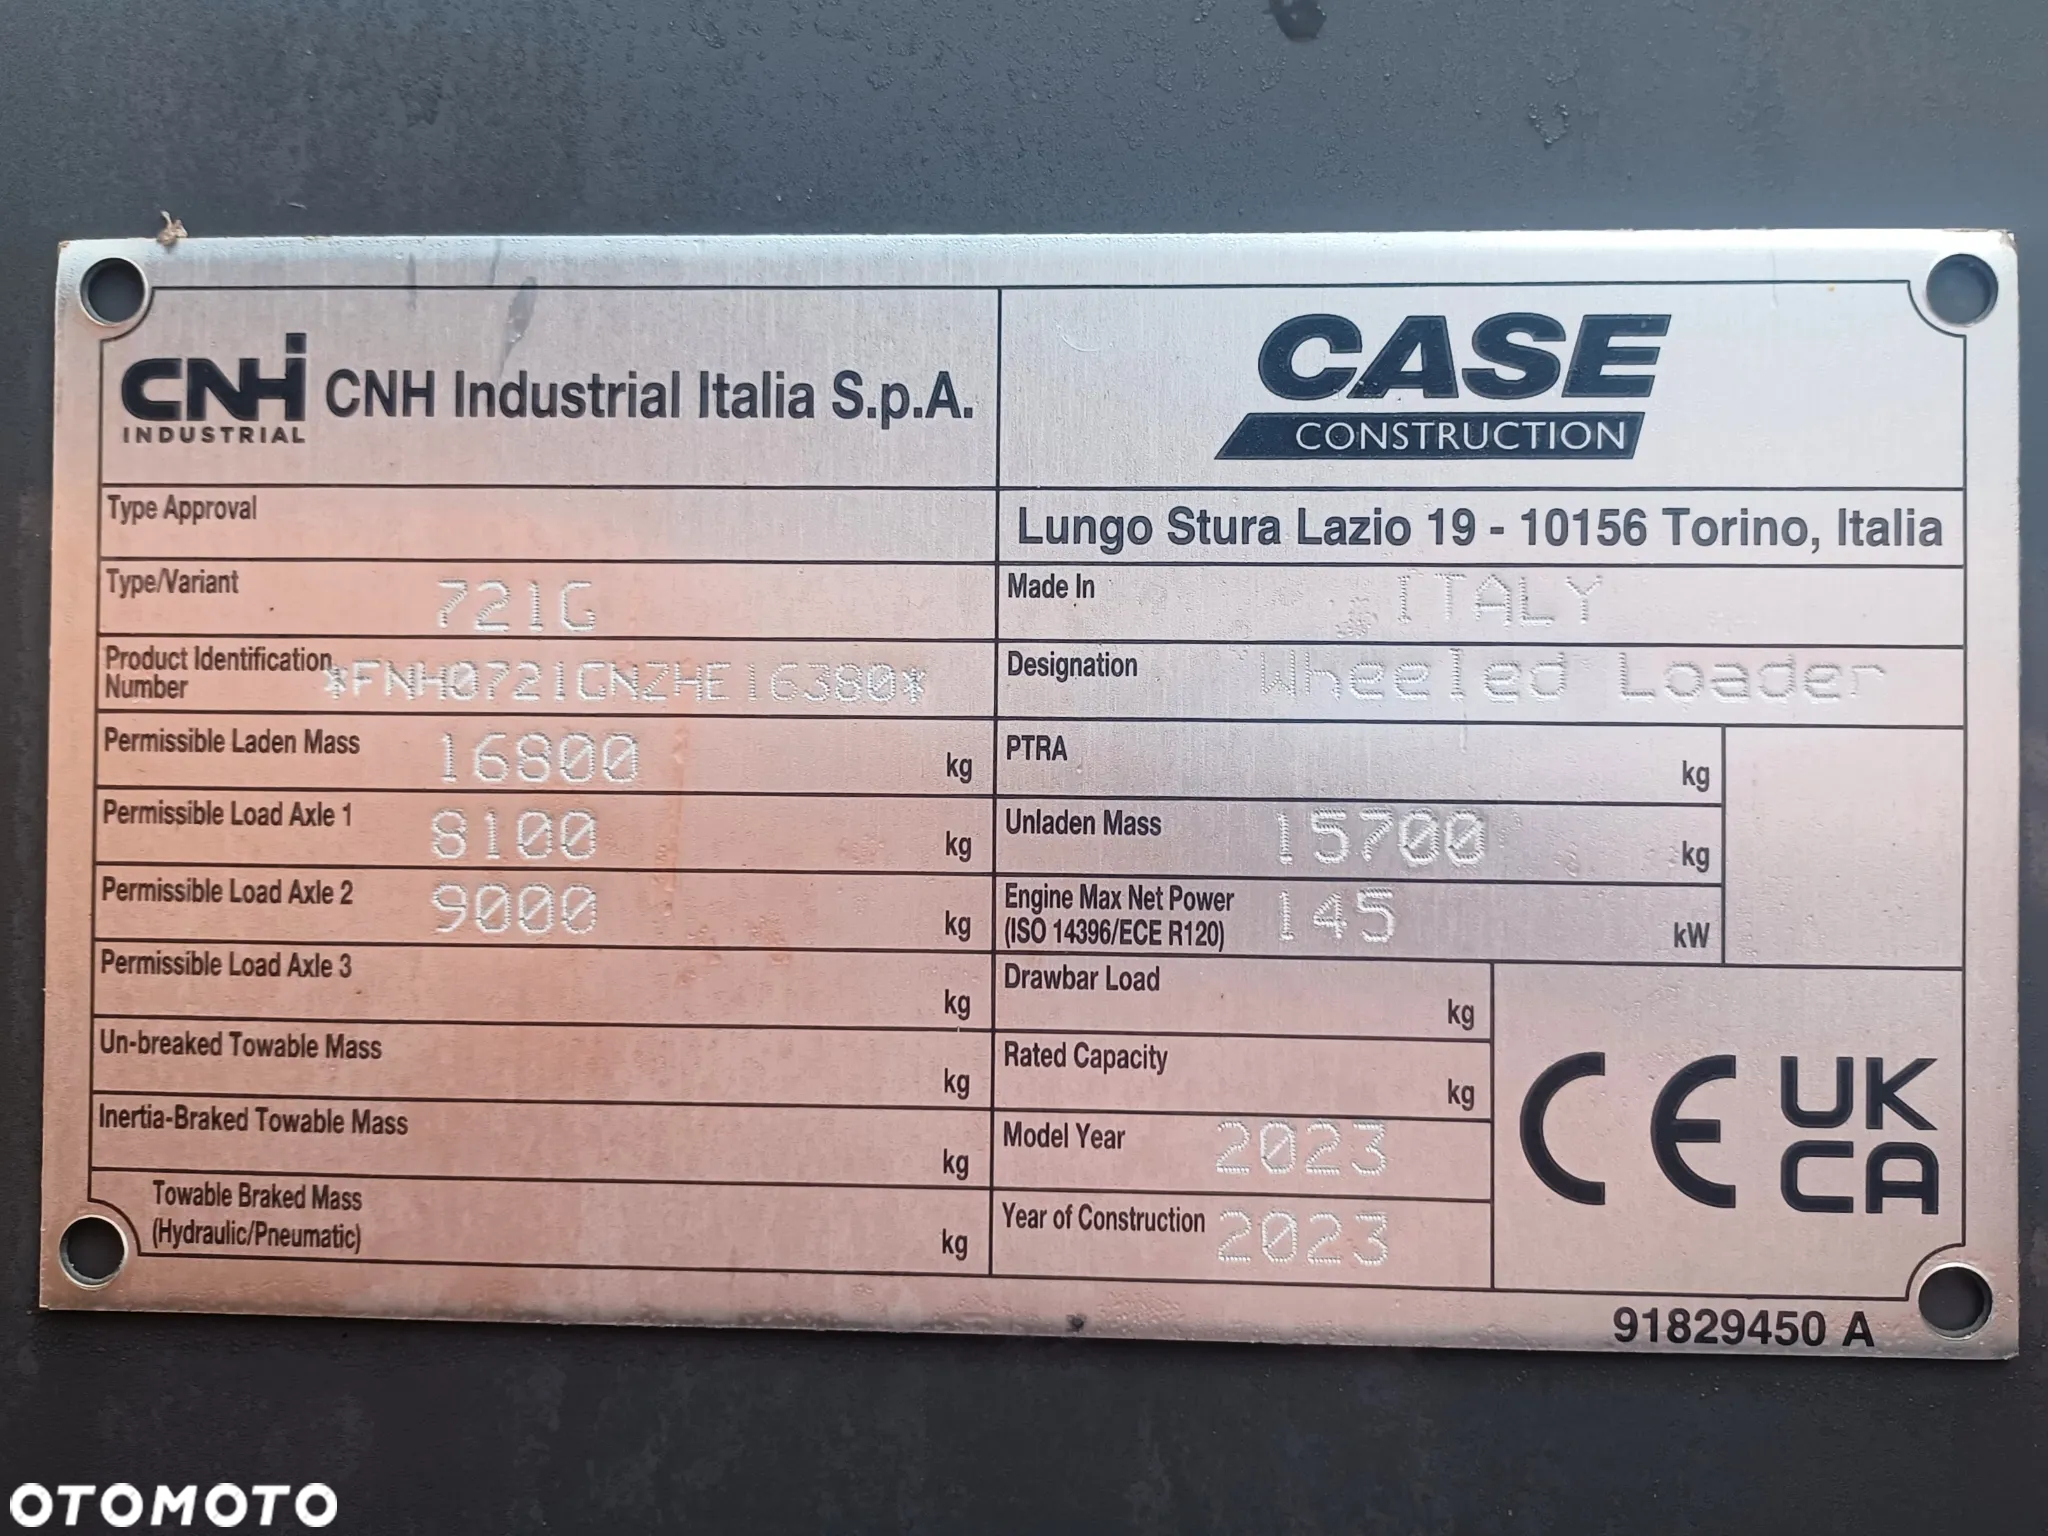 CNHi INDUSTRIAL CNH Industrial Italia S.p.A.
CASE
CONSTRUCTION
Type Approval
Lungo Stura Lazio 19 - 10156 Torino, Italia
Type/Variant 721G
Made In ITALY
Product Identification Number *FNH0721GNZHE16380*
Designation Wheeled Loader
Permissible Laden Mass 16800 kg
PTRA kg
Permissible Load Axle 1 8100 kg
Unladen Mass 15700 kg
Permissible Load Axle 2 9000 kg
Engine Max Net Power
(ISO 14396/ECE R120) 145 kW
Permissible Load Axle 3 kg
Drawbar Load kg
Un-breaked Towable Mass kg
Rated Capacity kg
Inertia-Braked Towable Mass kg
Model Year 2023
Towable Braked Mass
(Hydraulic/Pneumatic) kg
Year of Construction 2023
CE UK
CA
91829450 A
OTOMOTO